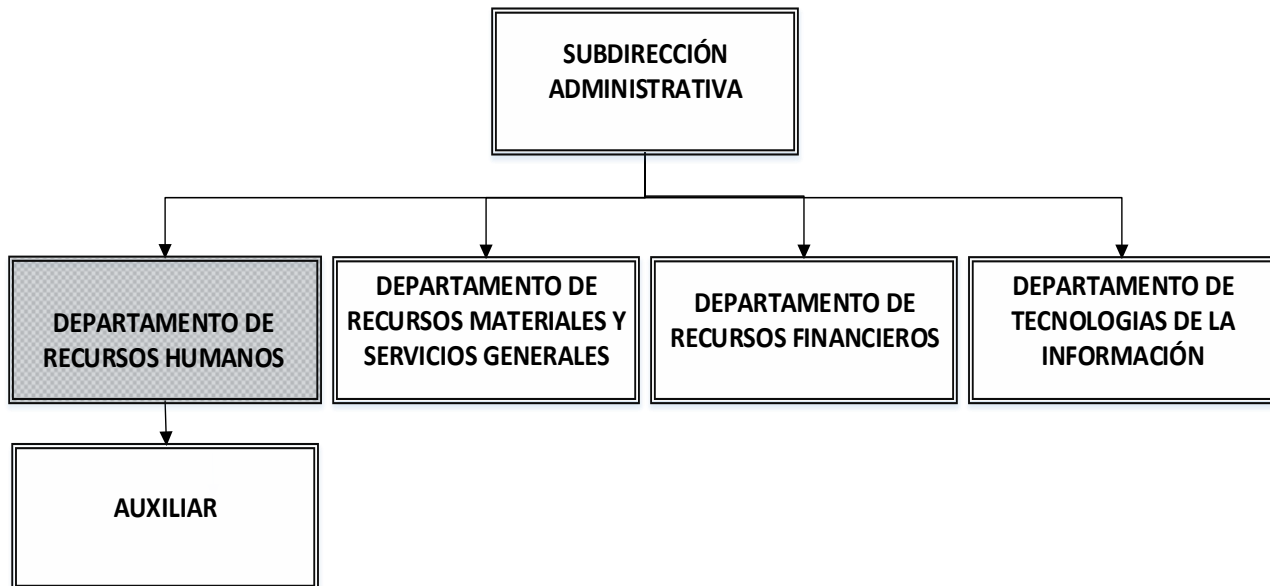 SUBDIRECCIÓN
ADMINISTRATIVA
DEPARTAMENTO DE
RECURSOS HUMANOS
DEPARTAMENTO DE
RECURSOS MATERIALES Y
SERVICIOS GENERALES
DEPARTAMENTO DE
RECURSOS FINANCIEROS
DEPARTAMENTO DE
TECNOLOGIAS DE LA
INFORMACIÓN
AUXILIAR